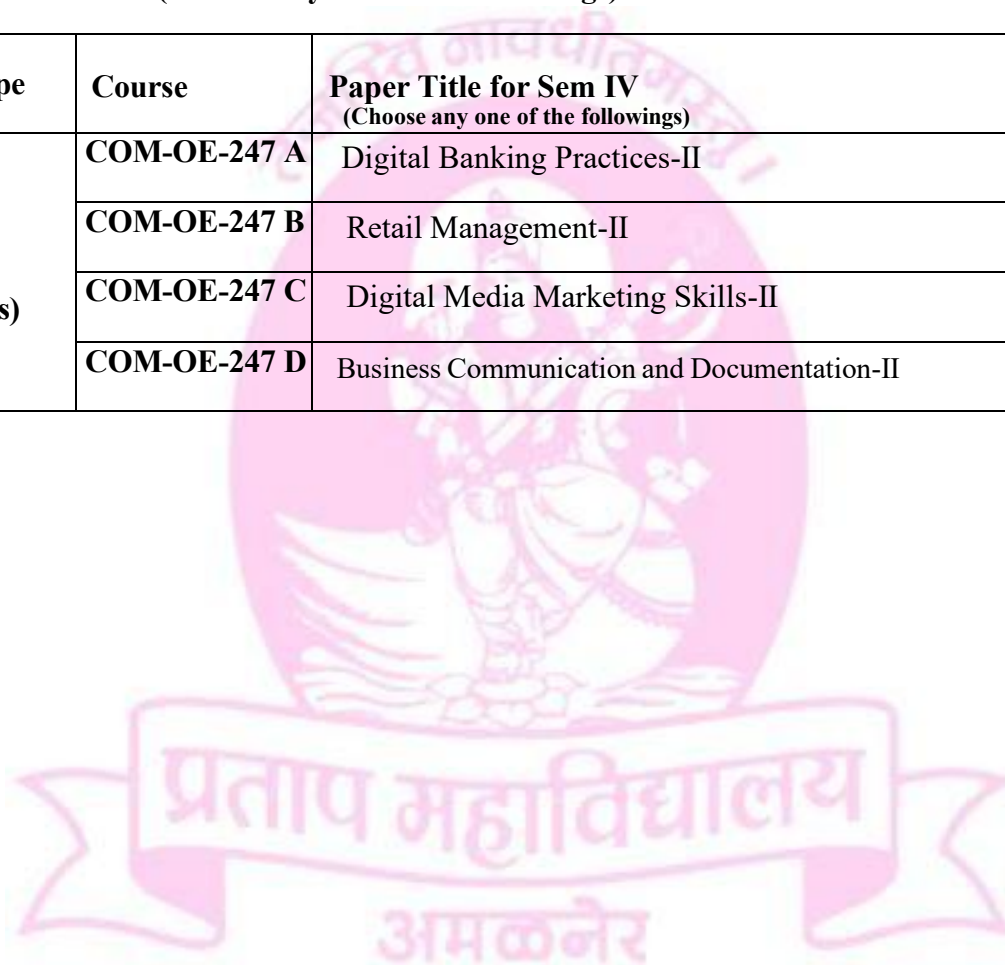 pe Course Paper Title for Sem IV
(Choose any one of the followings)
COM-OE-247 A Digital Banking Practices-II
COM-OE-247 B Retail Management-II
s) COM-OE-247 C Digital Media Marketing Skills-II
COM-OE-247 D Business Communication and Documentation-II
प्रताप महाविद्यालय
अमळनेर